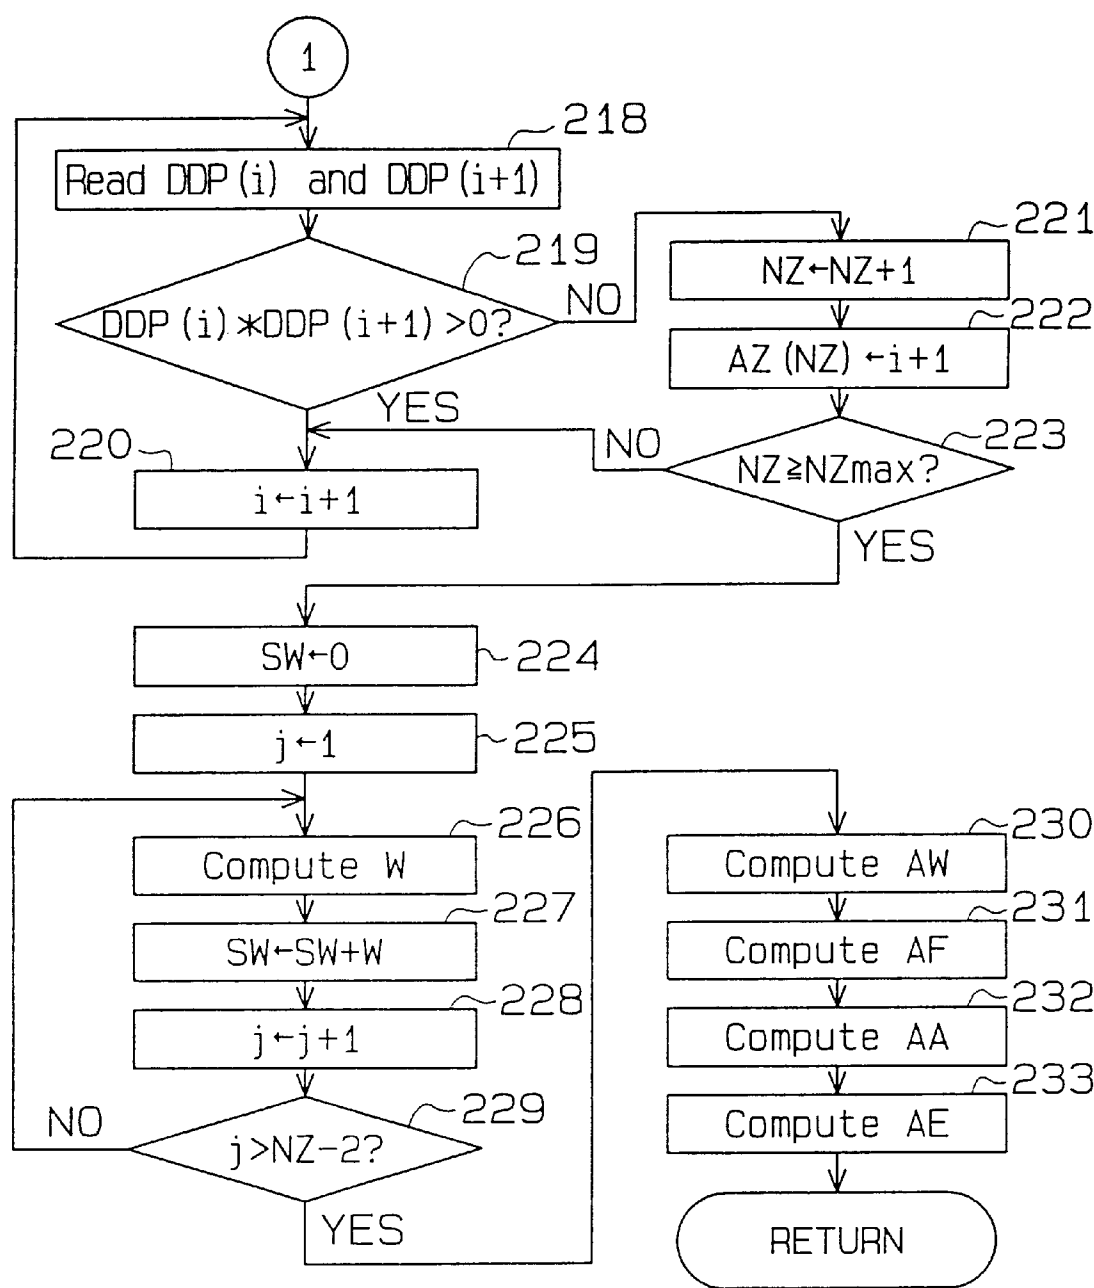 1
218
Read DDP(i) and DDP(i+1)
219
DDP(i)*DDP(i+1)>0?
NO
YES
220
i←i+1
221
NZ←NZ+1
222
AZ(NZ)←i+1
223
NZ≧NZmax?
NO
YES
SW←0
224
j←1
225
226
Compute W
227
SW←SW+W
228
j←j+1
229
j>NZ-2?
NO
YES
230
Compute AW
231
Compute AF
232
Compute AA
233
Compute AE
RETURN